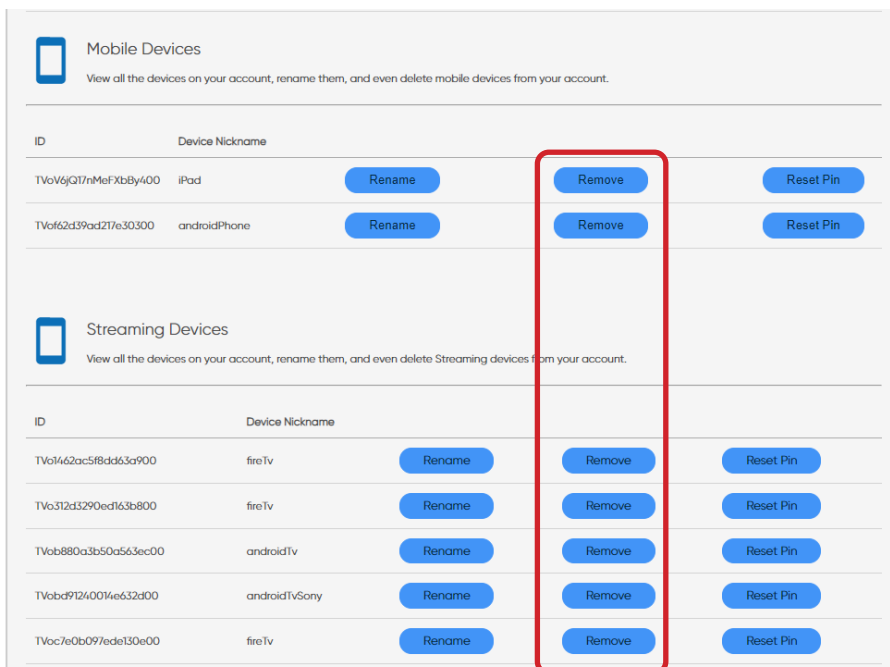 Mobile Devices
View all the devices on your account, rename them, and even delete mobile devices from your account.
ID Device Nickname
TVoV6jQ17nMeFXbBy400 iPad Rename Remove Reset Pin
TVof62d39ad217e30300 androidPhone Rename Remove Reset Pin
Streaming Devices
View all the devices on your account, rename them, and even delete Streaming devices from your account.
ID Device Nickname
TVo1462ac5f8dd63a900 fireTv Rename Remove Reset Pin
TVo312d3290ed163b800 fireTv Rename Remove Reset Pin
TVob880a3b50a563ec00 androidTv Rename Remove Reset Pin
TVobd91240014e632d00 androidTvSony Rename Remove Reset Pin
TVoc7e0b097ede130e00 fireTv Rename Remove Reset Pin